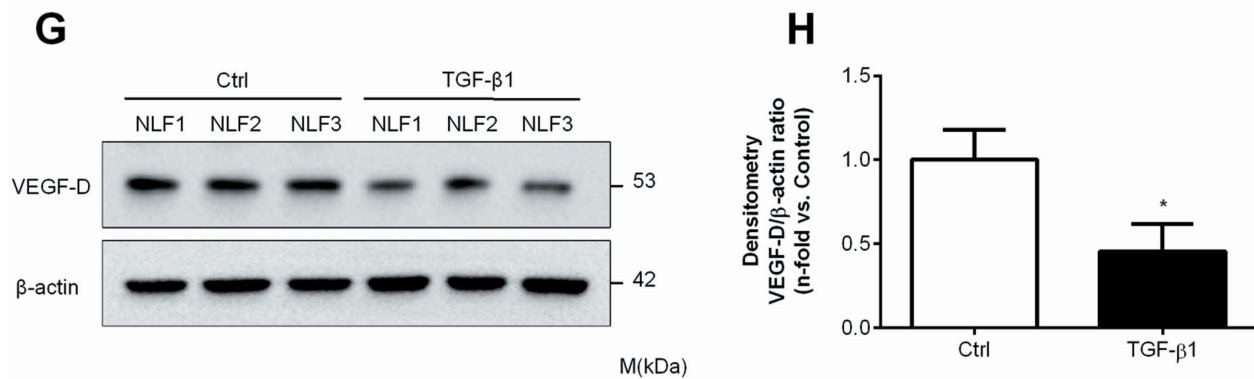 G
Ctrl TGF-β1
NLF1 NLF2 NLF3 NLF1 NLF2 NLF3
VEGF-D 53
β-actin 42
M(kDa)
H
Densitometry
VEGF-D/β-actin ratio
(n-fold vs. Control)
1.5
1.0
0.5
0.0
*
Ctrl TGF-β1